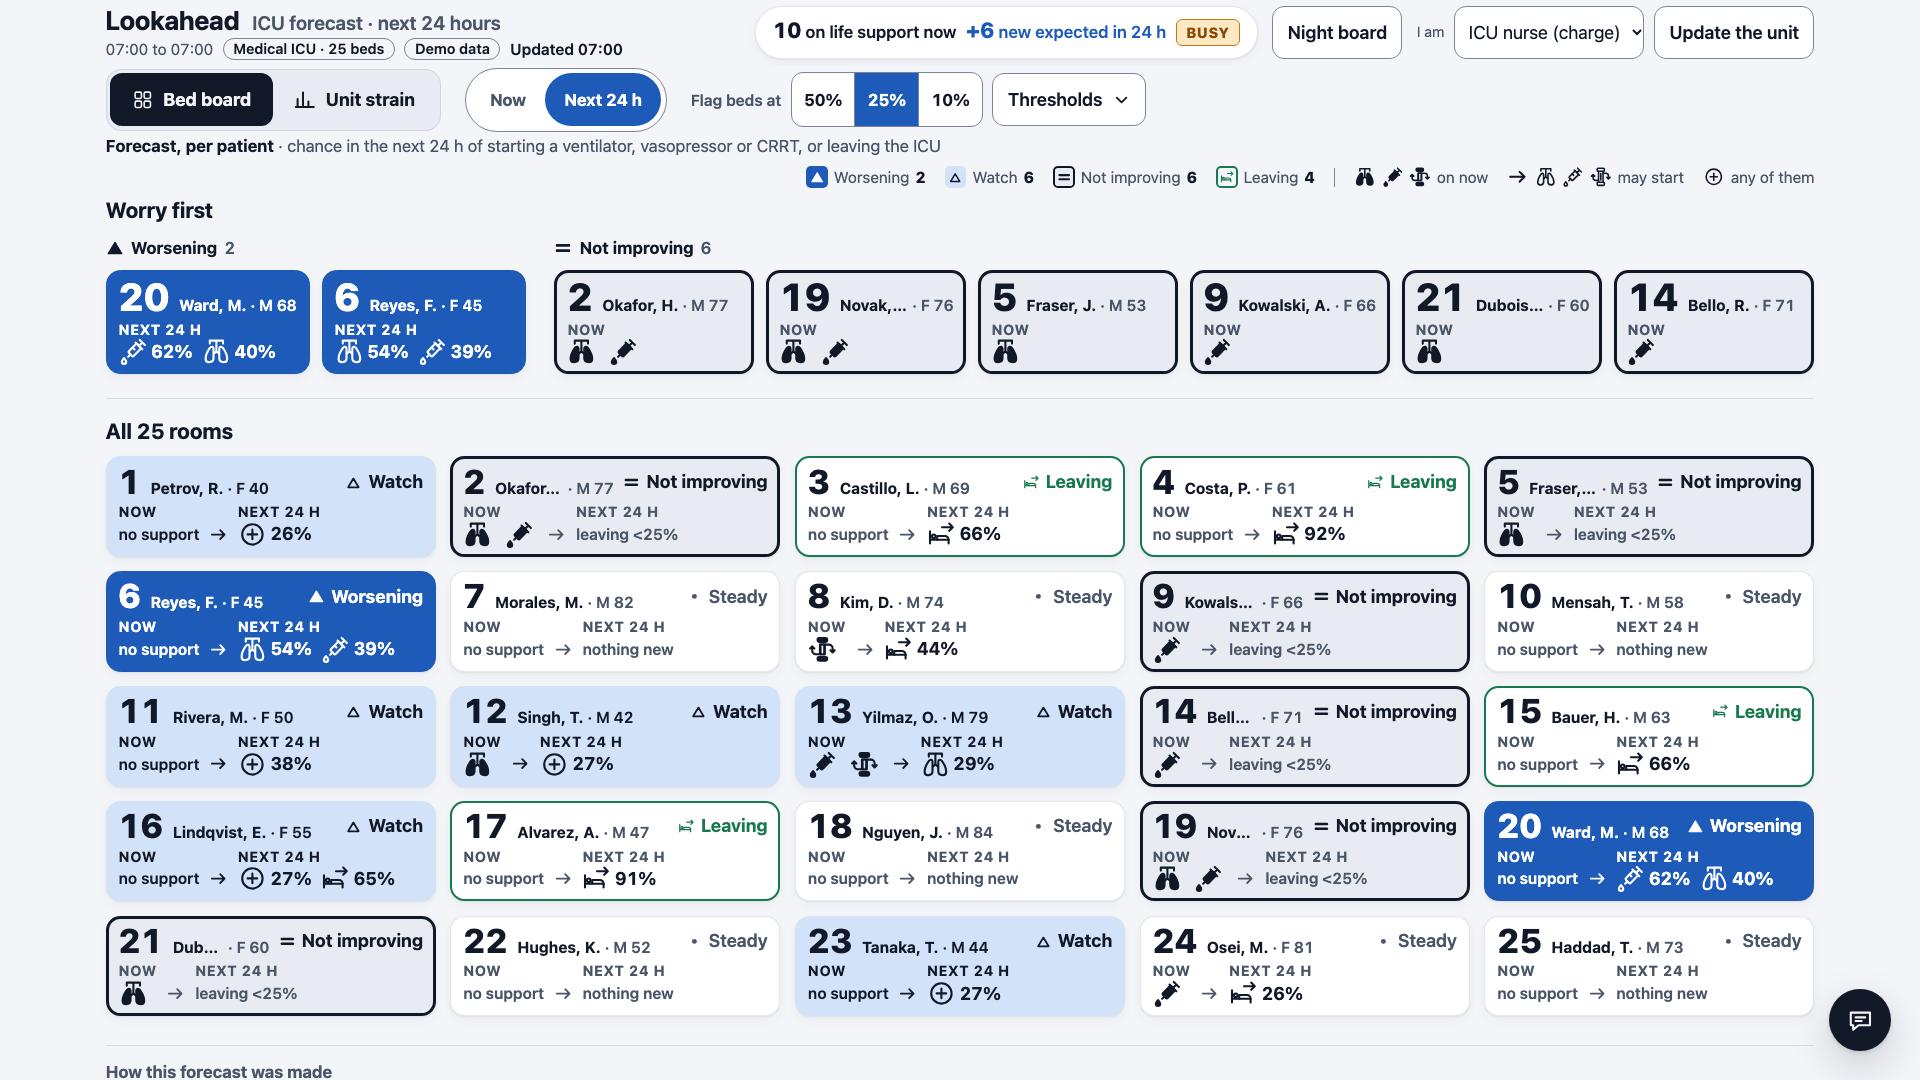 Lookahead ICU forecast · next 24 hours
07:00 to 07:00 Medical ICU · 25 beds Demo data Updated 07:00
10 on life support now +6 new expected in 24 h BUSY
Night board
I am ICU nurse (charge)
Update the unit
Bed board Unit strain
Now Next 24 h
Flag beds at 50% 25% 10%
Thresholds
Forecast, per patient · chance in the next 24 h of starting a ventilator, vasopressor or CRRT, or leaving the ICU
Worsening 2 Watch 6 Not improving 6 Leaving 4 on now may start any of them
Worry first
Worsening 2
Not improving 6
20 Ward, M. · M 68
NEXT 24 H
62% 40%
6 Reyes, F. · F 45
NEXT 24 H
54% 39%
2 Okafor, H. · M 77
NOW
19 Novak,... · F 76
NOW
5 Fraser, J. · M 53
NOW
9 Kowalski, A. · F 66
NOW
21 Dubois... · F 60
NOW
14 Bello, R. · F 71
NOW
All 25 rooms
1 Petrov, R. · F 40 Watch
NOW NEXT 24 H
no support → 26%
2 Okafor... · M 77 = Not improving
NOW NEXT 24 H
→ leaving <25%
3 Castillo, L. · M 69 Leaving
NOW NEXT 24 H
no support → 66%
4 Costa, P. · F 61 Leaving
NOW NEXT 24 H
no support → 92%
5 Fraser,... · M 53 = Not improving
NOW NEXT 24 H
→ leaving <25%
6 Reyes, F. · F 45 Worsening
NOW NEXT 24 H
no support → 54% 39%
7 Morales, M. · M 82 • Steady
NOW NEXT 24 H
no support → nothing new
8 Kim, D. · M 74 • Steady
NOW NEXT 24 H
→ 44%
9 Kowals... · F 66 = Not improving
NOW NEXT 24 H
→ leaving <25%
10 Mensah, T. · M 58 • Steady
NOW NEXT 24 H
no support → nothing new
11 Rivera, M. · F 50 Watch
NOW NEXT 24 H
no support → 38%
12 Singh, T. · M 42 Watch
NOW NEXT 24 H
→ 27%
13 Yilmaz, O. · M 79 Watch
NOW NEXT 24 H
→ 29%
14 Bell... · F 71 = Not improving
NOW NEXT 24 H
→ leaving <25%
15 Bauer, H. · M 63 Leaving
NOW NEXT 24 H
no support → 66%
16 Lindqvist, E. · F 55 Watch
NOW NEXT 24 H
no support → 27% 65%
17 Alvarez, A. · M 47 Leaving
NOW NEXT 24 H
no support → 91%
18 Nguyen, J. · M 84 • Steady
NOW NEXT 24 H
no support → nothing new
19 Nov... · F 76 = Not improving
NOW NEXT 24 H
→ leaving <25%
20 Ward, M. · M 68 Worsening
NOW NEXT 24 H
no support → 62% 40%
21 Dub... · F 60 = Not improving
NOW NEXT 24 H
→ leaving <25%
22 Hughes, K. · M 52 • Steady
NOW NEXT 24 H
no support → nothing new
23 Tanaka, T. · M 44 Watch
NOW NEXT 24 H
no support → 27%
24 Osei, M. · F 81 • Steady
NOW NEXT 24 H
→ 26%
25 Haddad, T. · M 73 • Steady
NOW NEXT 24 H
no support → nothing new
How this forecast was made